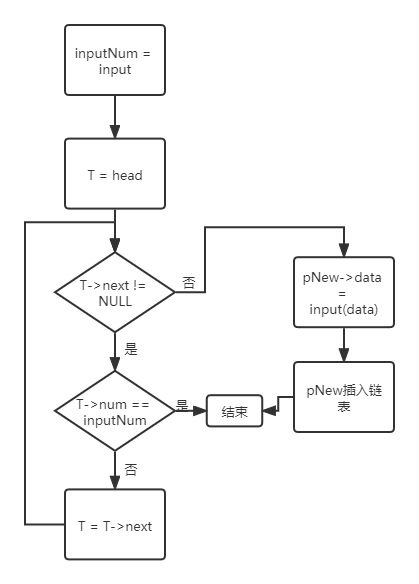 inputNum =
input
T = head
T->next !=
NULL
否
pNew->data
=
input(data)
是
T->num ==
inputNum
是
结束
pNew插入链
表
否
T = T->next